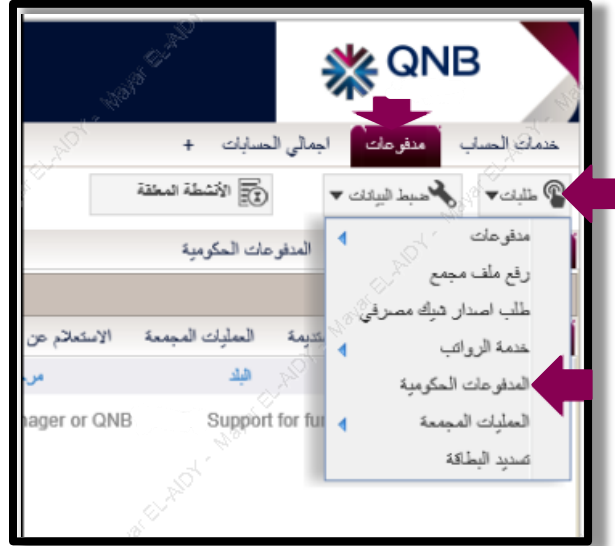 QNB
خدمات الحساب مدفوعات اجمالي الحسابات +
طلبات ضبط البيانات الأنشطة المعلقة
مدفوعات
المدفوعات الحكومية
رفع ملف مجمع
طلب اصدار شيك مصرفي
العمليات المجمعة الاستعلام عن
خدمة الرواتب
البلد
المدفوعات الحكومية
العمليات المجمعة
nager or QNB Support for fu
تسديد البطاقة
Mayar EL-AIDY